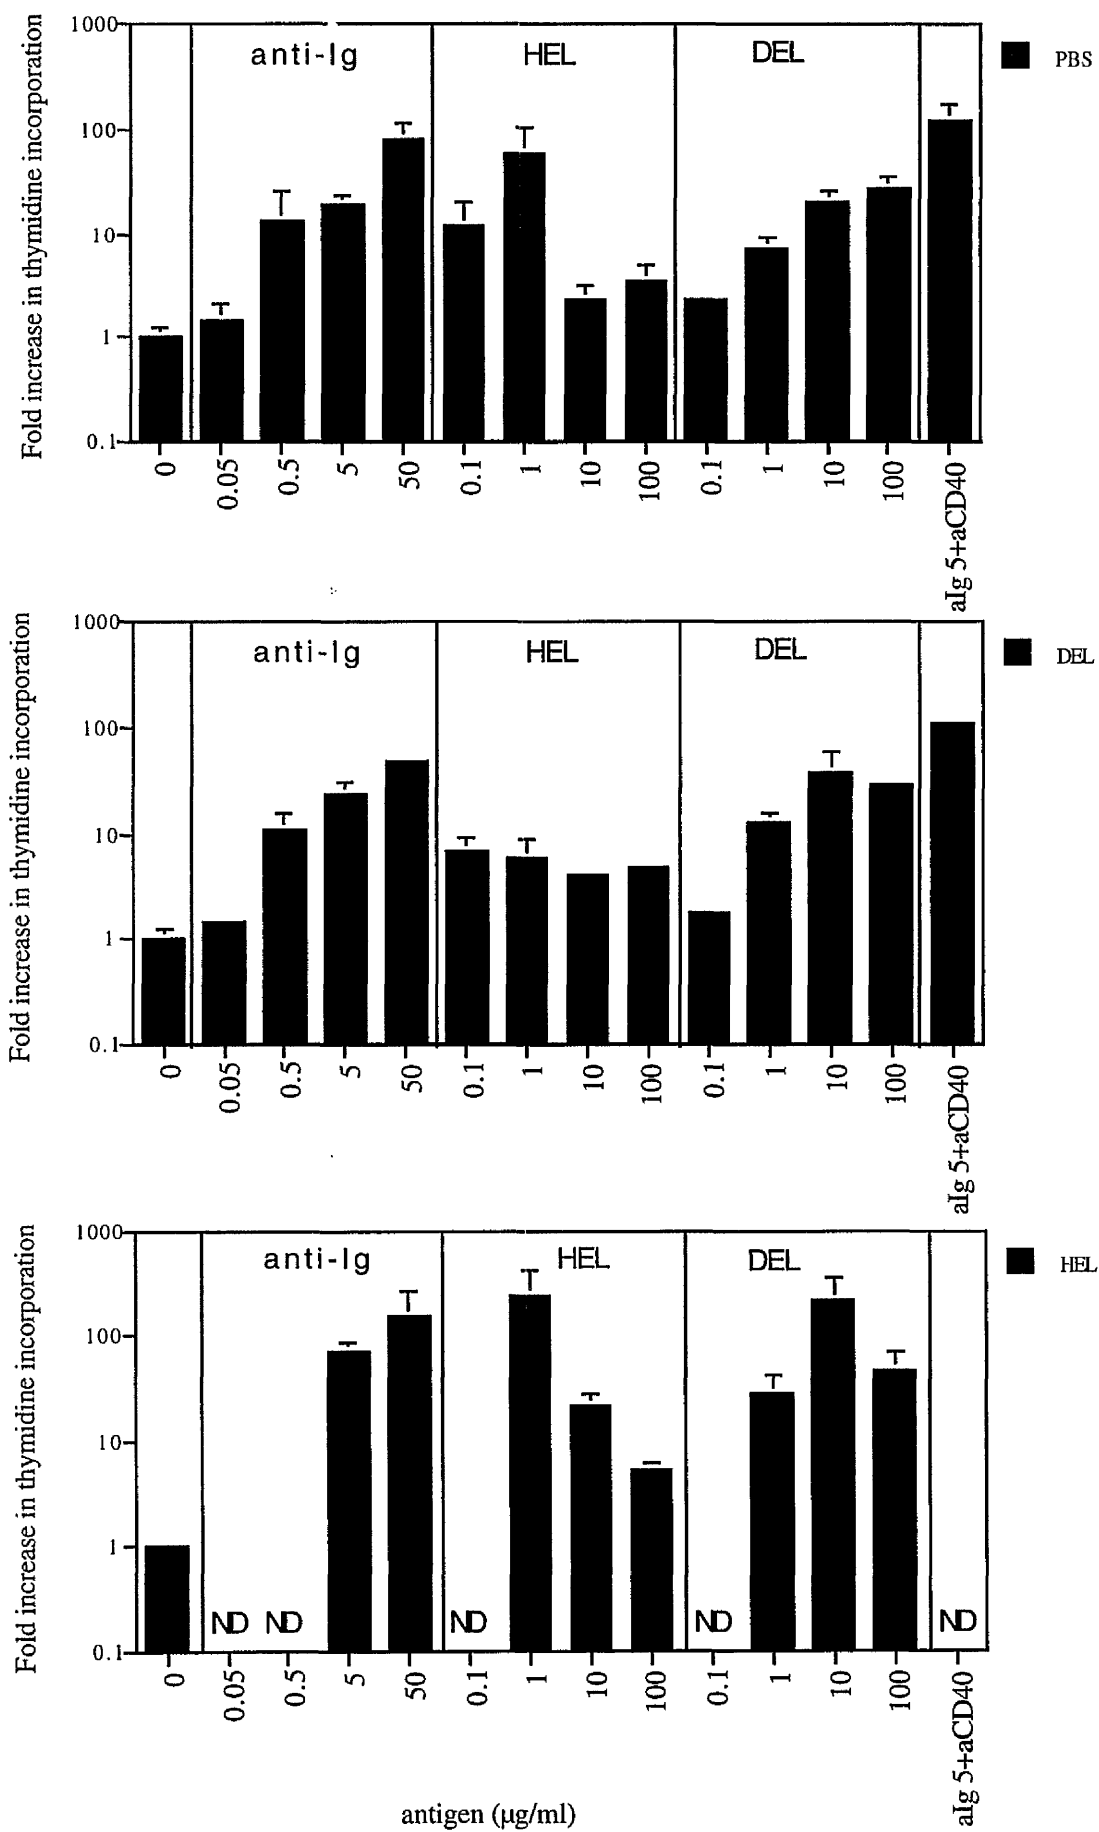 Fold increase in thymidine incorporation
1000
100
10
1
0.1
anti-Ig
HEL
DEL
PBS
0
0.05
0.5
5
50
0.1
1
10
100
0.1
1
10
100
aIg 5+aCD40
Fold increase in thymidine incorporation
1000
100
10
1
0.1
anti-Ig
HEL
DEL
DEL
0
0.05
0.5
5
50
0.1
1
10
100
0.1
1
10
100
aIg 5+aCD40
Fold increase in thymidine incorporation
1000
100
10
1
0.1
anti-Ig
HEL
DEL
HEL
ND
ND
ND
ND
ND
0
0.05
0.5
5
50
0.1
1
10
100
0.1
1
10
100
aIg 5+aCD40
antigen (µg/ml)